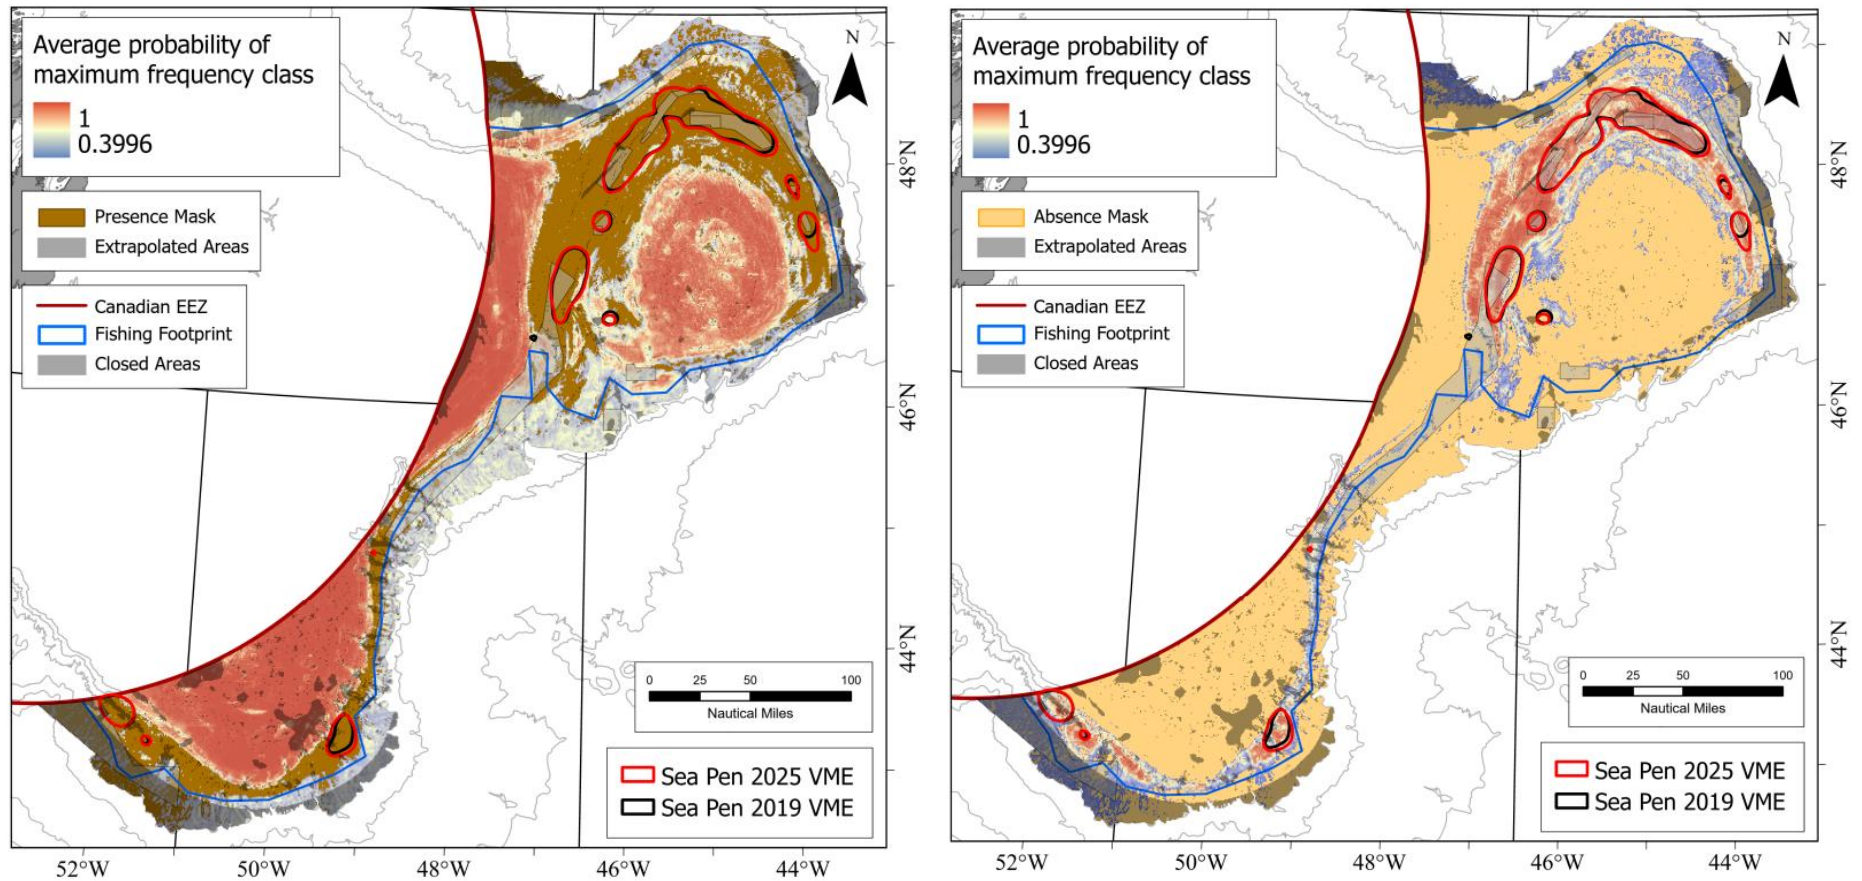 Average probability of
maximum frequency class
1
0.3996
Presence Mask
Extrapolated Areas
Canadian EEZ
Fishing Footprint
Closed Areas
N
48°N
46°N
44°N
0 25 50 100
Nautical Miles
Sea Pen 2025 VME
Sea Pen 2019 VME
52°W 50°W 48°W 46°W 44°W
Average probability of
maximum frequency class
1
0.3996
Absence Mask
Extrapolated Areas
Canadian EEZ
Fishing Footprint
Closed Areas
N
48°N
46°N
44°N
0 25 50 100
Nautical Miles
Sea Pen 2025 VME
Sea Pen 2019 VME
52°W 50°W 48°W 46°W 44°W